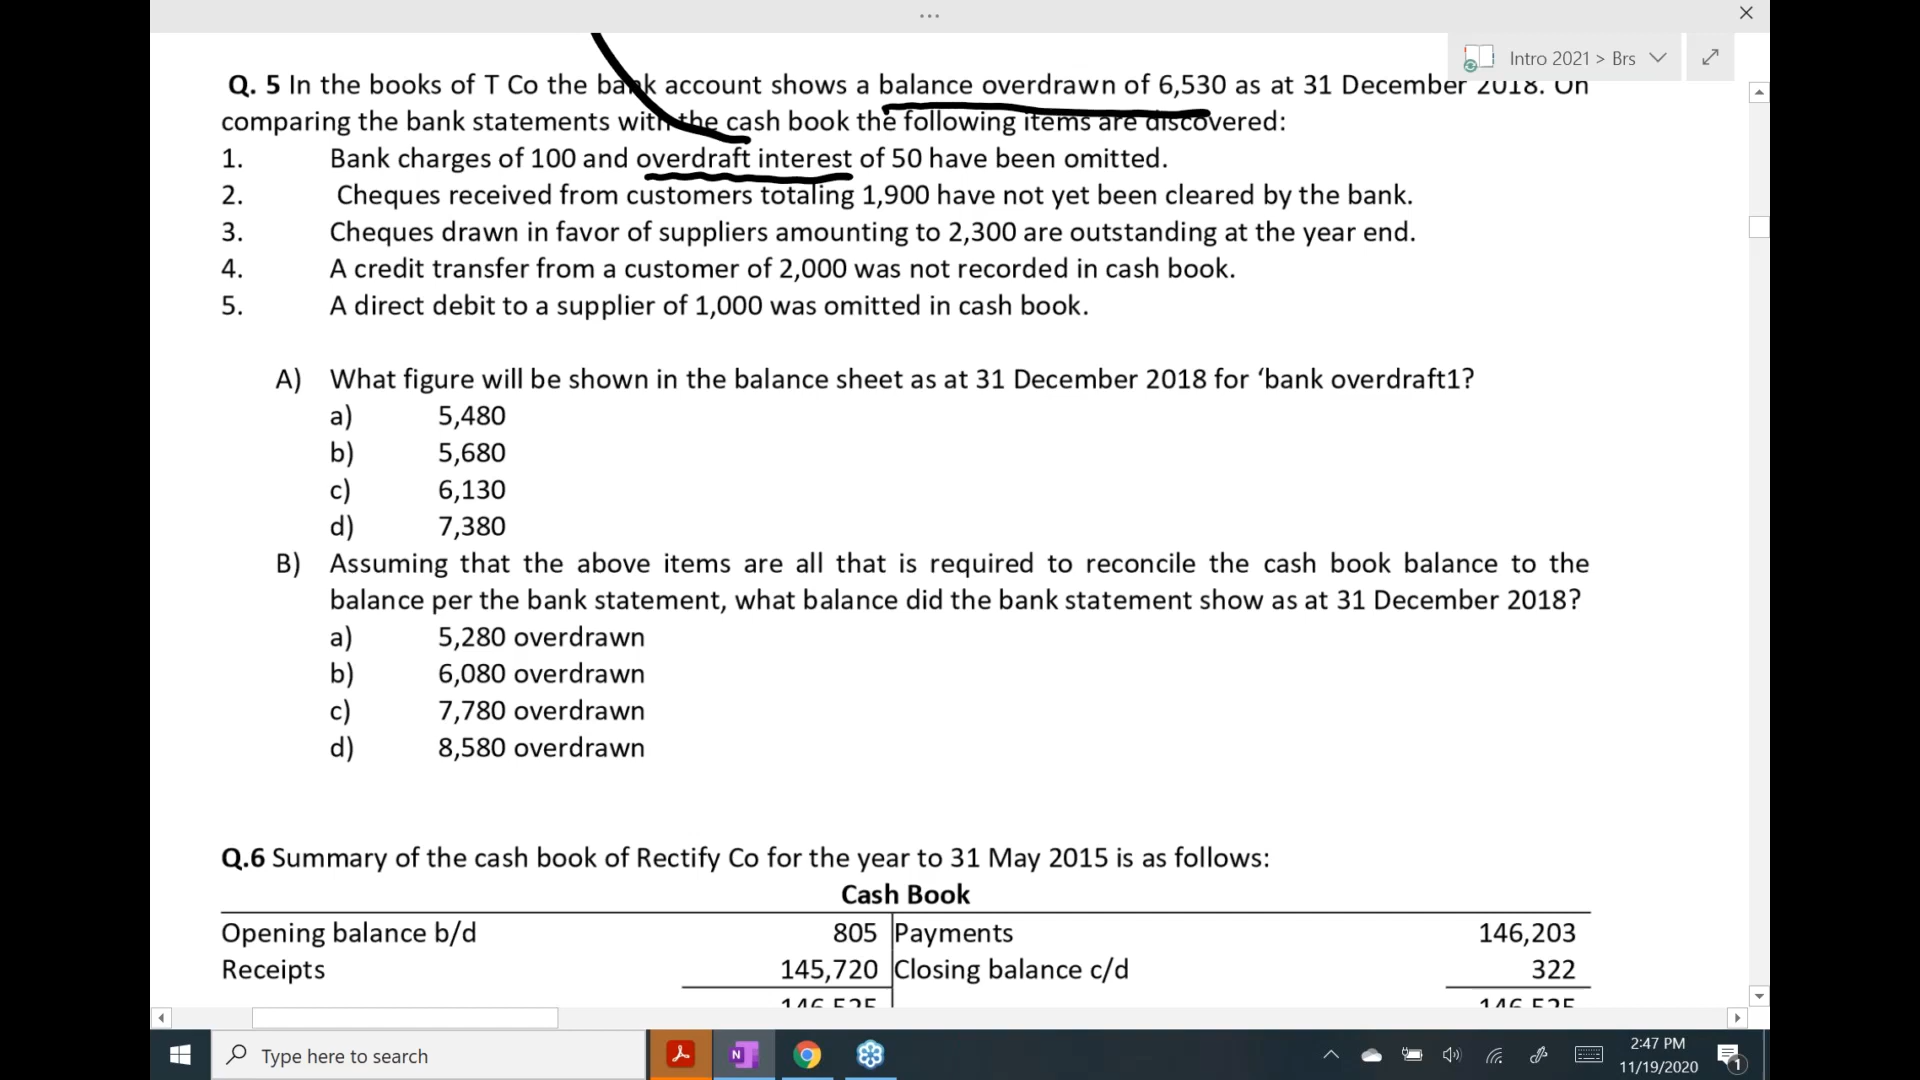 Intro 2021 > Brs
Q. 5 In the books of T Co the bank account shows a balance overdrawn of 6,530 as at 31 December 2018. On
comparing the bank statements with the cash book the following items are discovered:
1. Bank charges of 100 and overdraft interest of 50 have been omitted.
2. Cheques received from customers totaling 1,900 have not yet been cleared by the bank.
3. Cheques drawn in favor of suppliers amounting to 2,300 are outstanding at the year end.
4. A credit transfer from a customer of 2,000 was not recorded in cash book.
5. A direct debit to a supplier of 1,000 was omitted in cash book.
A) What figure will be shown in the balance sheet as at 31 December 2018 for ‘bank overdraft1?
a) 5,480
b) 5,680
c) 6,130
d) 7,380
B) Assuming that the above items are all that is required to reconcile the cash book balance to the
balance per the bank statement, what balance did the bank statement show as at 31 December 2018?
a) 5,280 overdrawn
b) 6,080 overdrawn
c) 7,780 overdrawn
d) 8,580 overdrawn
Q.6 Summary of the cash book of Rectify Co for the year to 31 May 2015 is as follows:
Cash Book
Opening balance b/d 805 Payments 146,203
Receipts 145,720 Closing balance c/d 322
146,525 146,525
Type here to search
2:47 PM
11/19/2020
1